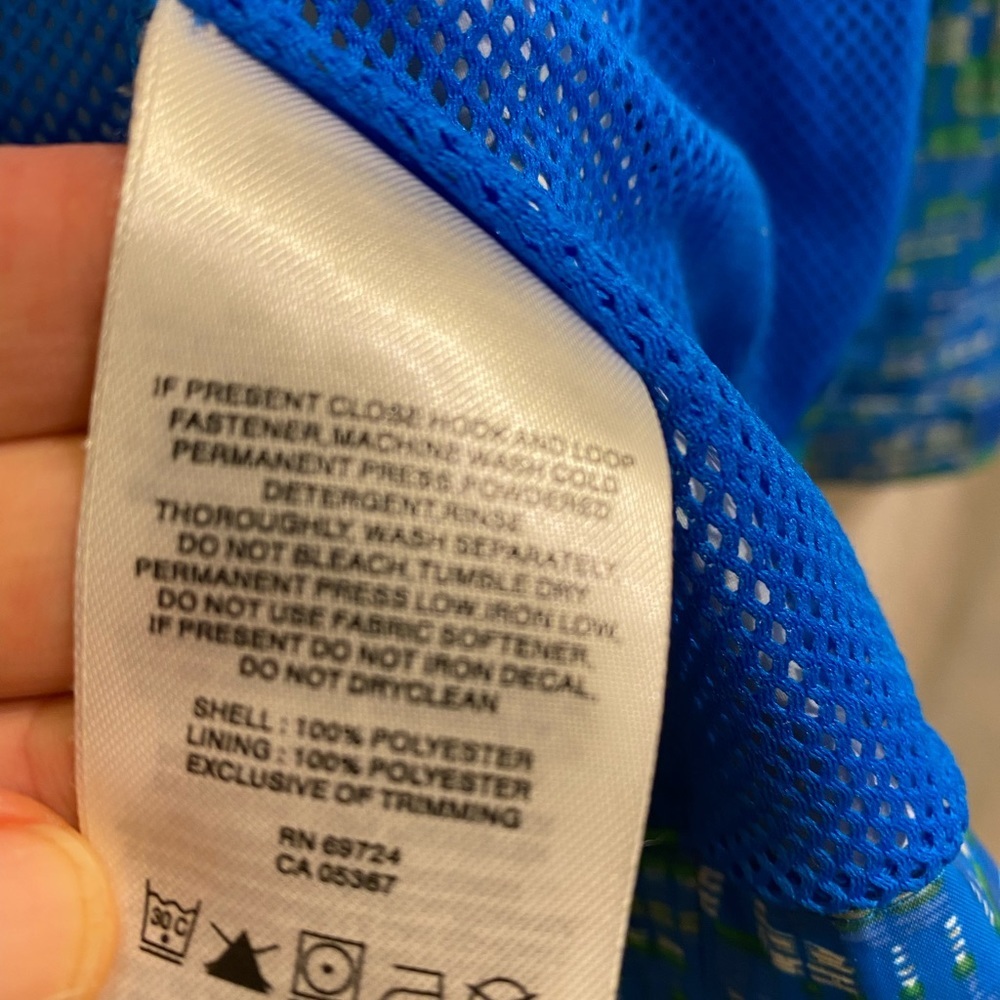 IF PRESENT CLOSE HOOK AND LOOP
FASTENER. MACHINE WASH COLD
PERMANENT PRESS. POWDERED
DETERGENT. RINSE
THOROUGHLY. WASH SEPARATELY.
DO NOT BLEACH. TUMBLE DRY
PERMANENT PRESS LOW. IRON LOW.
DO NOT USE FABRIC SOFTENER.
IF PRESENT DO NOT IRON DECAL.
DO NOT DRYCLEAN
SHELL : 100% POLYESTER
LINING : 100% POLYESTER
EXCLUSIVE OF TRIMMING
RN 69724
CA 05367
30 C